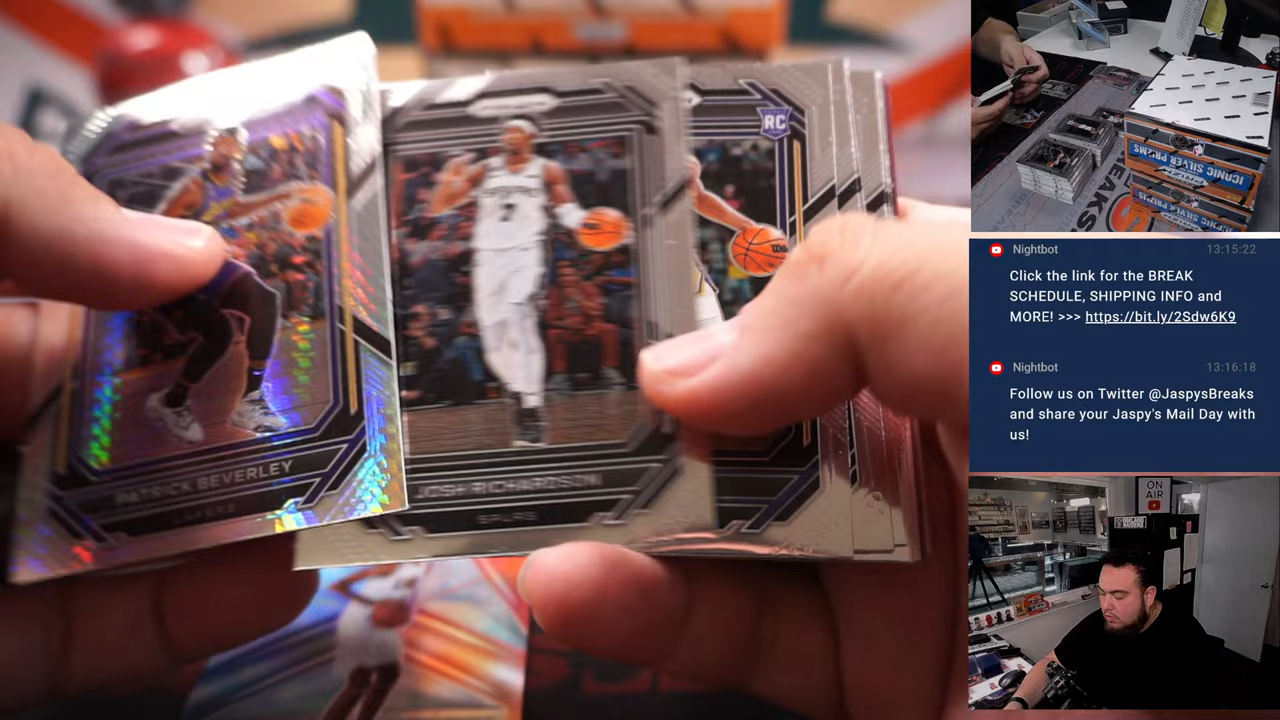 RC
PATRICK BEVERLEY
JOSH RICHARDSON
SPURS
ICONIC SILVER PRIZMS
Nightbot 13:15:22
Click the link for the BREAK
SCHEDULE, SHIPPING INFO and
MORE! >>> https://bit.ly/2Sdw6K9
Nightbot 13:16:18
Follow us on Twitter @JaspysBreaks
and share your Jaspy's Mail Day with
us!
ON
AIR